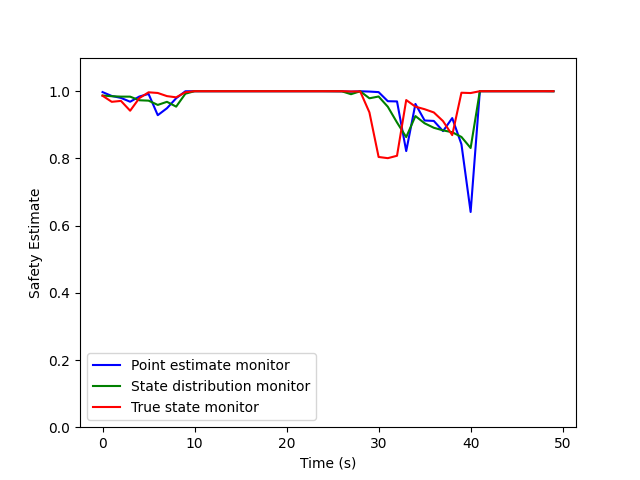 1.0
0.8
0.6
0.4
0.2
0.0
Safety Estimate
Point estimate monitor
State distribution monitor
True state monitor
0 10 20 30 40 50
Time (s)